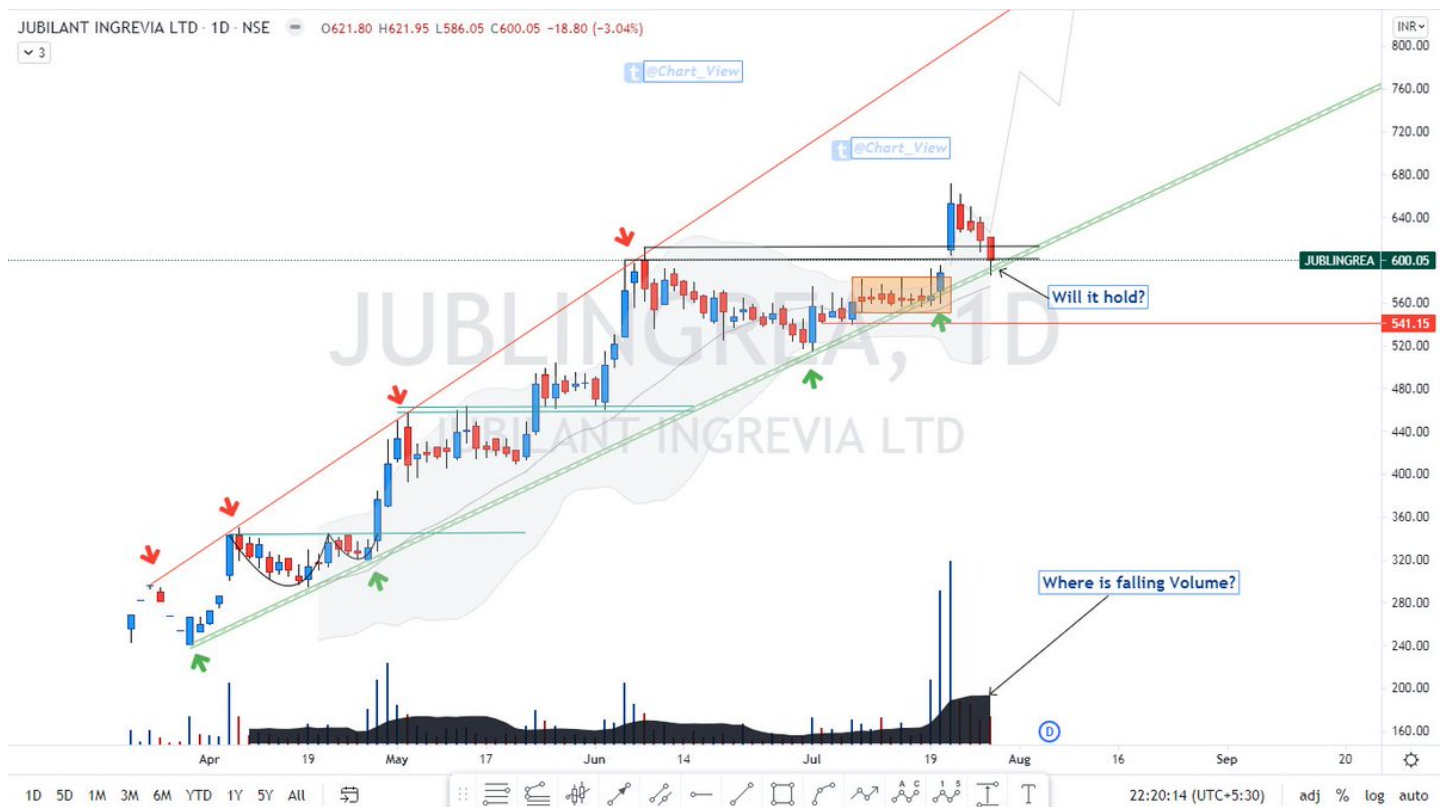 JUBILANT INGREVIA LTD · 1D · NSE O621.80 H621.95 L586.05 C600.05 -18.80 (-3.04%)
INR
3
800.00
@Chart_View
760.00
720.00
@Chart_View
680.00
640.00
JUBLINGREA 600.05
Will it hold?
560.00
JUBLINGREA, 1D
541.15
520.00
480.00
JUBILANT INGREVIA LTD
440.00
400.00
360.00
320.00
Where is falling Volume?
280.00
240.00
200.00
D
160.00
Apr 19 May 17 Jun 14 Jul 19 Aug 16 Sep 20
1D 5D 1M 3M 6M YTD 1Y 5Y All A C 1 5 T 22:20:14 (UTC+5:30) adj % log auto